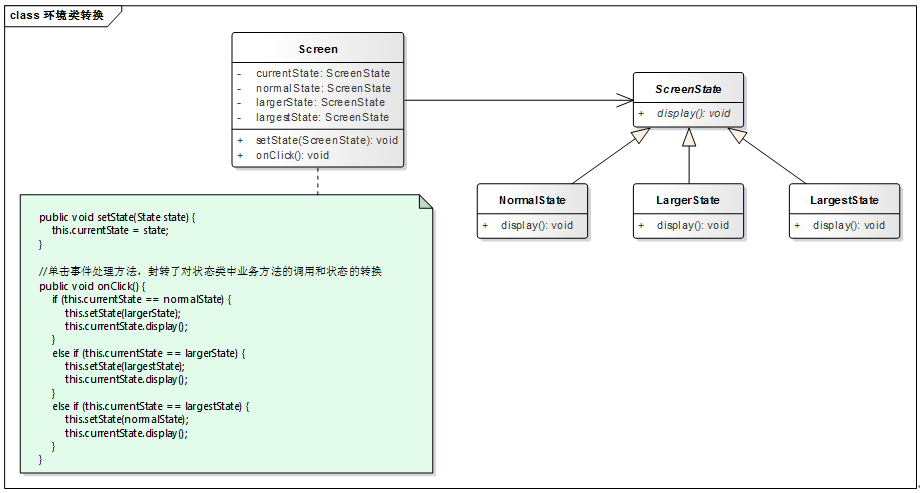 class 环境类转换
Screen
- currentState: ScreenState
- normalState: ScreenState
- largerState: ScreenState
- largestState: ScreenState
+ setState(ScreenState): void
+ onClick(): void
ScreenState
+ display(): void
NormalState
+ display(): void
LargerState
+ display(): void
LargestState
+ display(): void
public void setState(State state) {
this.currentState = state;
}
//单击事件处理方法，封转了对状态类中业务方法的调用和状态的转换
public void onClick() {
if (this.currentState == normalState) {
this.setState(largerState);
this.currentState.display();
}
else if (this.currentState == largerState) {
this.setState(largestState);
this.currentState.display();
}
else if (this.currentState == largestState) {
this.setState(normalState);
this.currentState.display();
}
}